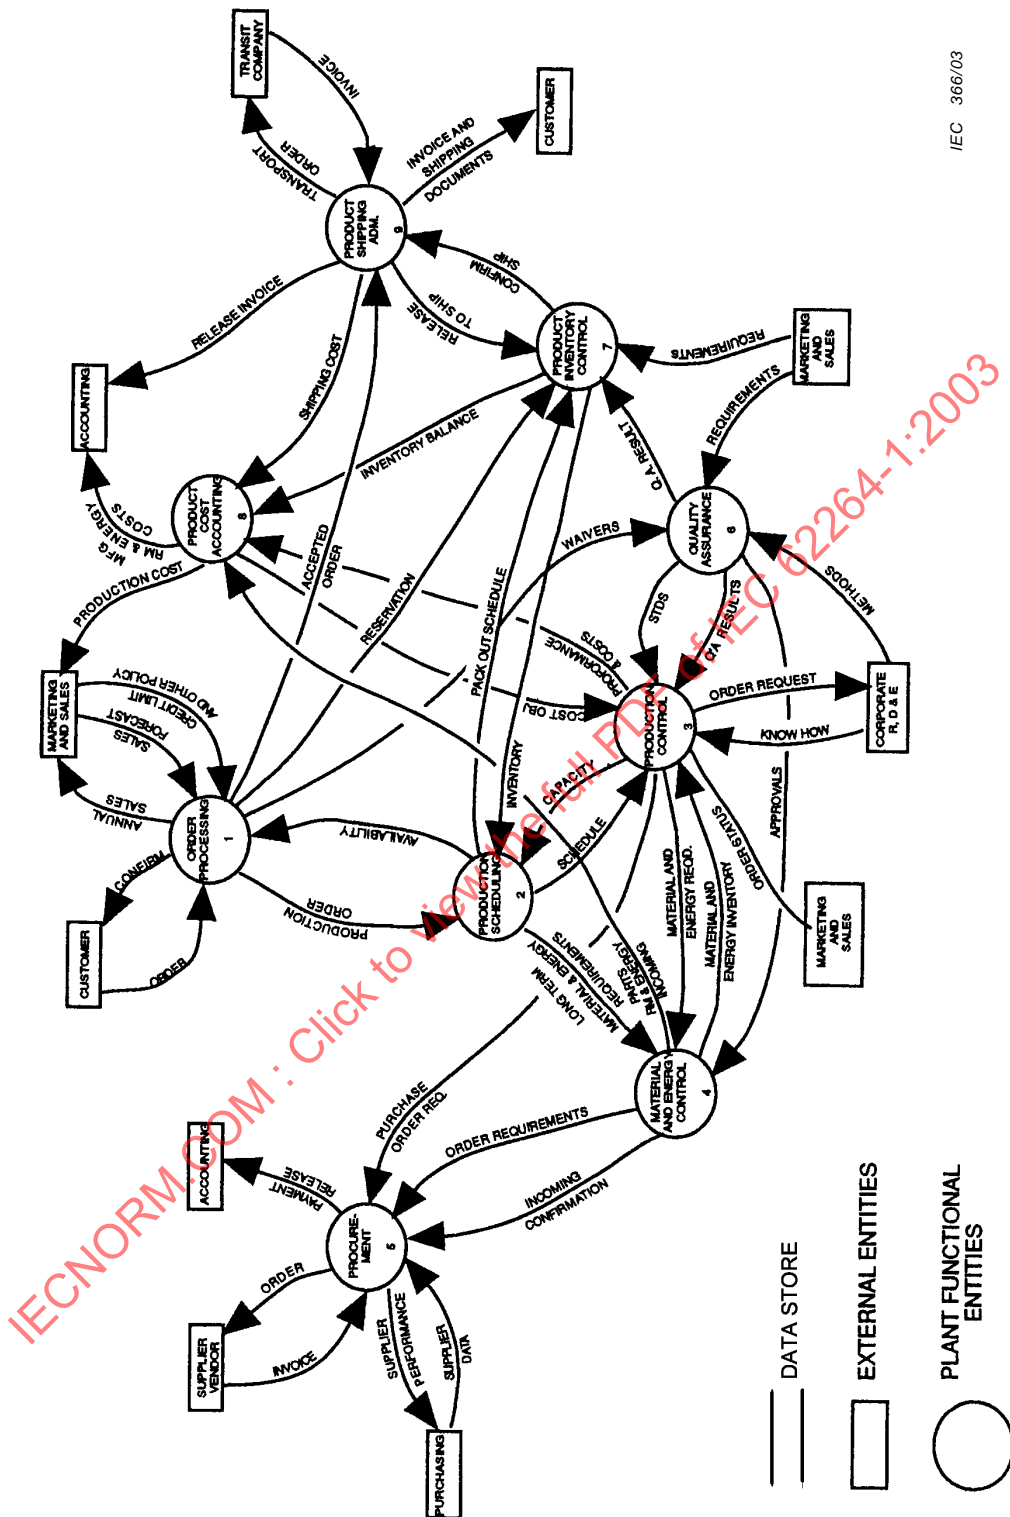 TRANSIT
COMPANY
INVOICE
TRANSPORT
ORDER
CUSTOMER
INVOICE AND
SHIPPING
DOCUMENTS
PRODUCT
SHIPPING
ADM.
9
RELEASE INVOICE
ACCOUNTING
SHIPPING COST
RELEASE
TO SHIP
CONFIRM
SHIP
PRODUCT
INVENTORY
CONTROL
7
REQUIREMENTS
MARKETING
AND
SALES
REQUIREMENTS
Q. A. RESULT
INVENTORY BALANCE
PRODUCT
COST
ACCOUNTING
8
MFG
RM & ENERGY
COSTS
PRODUCTION COST
ACCEPTED
ORDER
RESERVATION
WAIVERS
PACK OUT SCHEDULE
INVENTORY
QUALITY
ASSURANCE
6
STDS
Q'A RESULTS
METHODS
PROFORMANCE
& COSTS
COST OBJ
MARKETING
AND SALES
AND OTHER POLICY
CREDIT LIMIT
FORECAST
SALES
ANNUAL
SALES
ORDER
PROCESSING
1
CONFIRM
CUSTOMER
ORDER
AVAILABILITY
PRODUCTION
ORDER
PRODUCTION
SCHEDULING
2
CAPACITY
SCHEDULE
PRODUCTION
CONTROL
3
ORDER REQUEST
KNOW HOW
CORPORATE
R, D & E
APPROVALS
ORDER STATUS
MARKETING
AND
SALES
MATERIAL AND
ENERGY REQD.
MATERIAL AND
ENERGY INVENTORY
INCOMING
RM & ENERGY
PARTS
LONG TERM
MATERIAL & ENERGY
REQUIREMENTS
MATERIAL
AND ENERGY
CONTROL
4
PURCHASE
ORDER REQ.
ORDER REQUIREMENTS
INCOMING
CONFIRMATION
ACCOUNTING
RELEASE
PAYMENT
PROCURE-
MENT
5
ORDER
INVOICE
SUPPLIER
VENDOR
SUPPLIER
PERFORMANCE
SUPPLIER
DATA
PURCHASING
DATA STORE
EXTERNAL ENTITIES
PLANT FUNCTIONAL
ENTITIES
IEC 366/03
IECNORM.COM : Click to view the full PDF of IEC 62264-1:2003